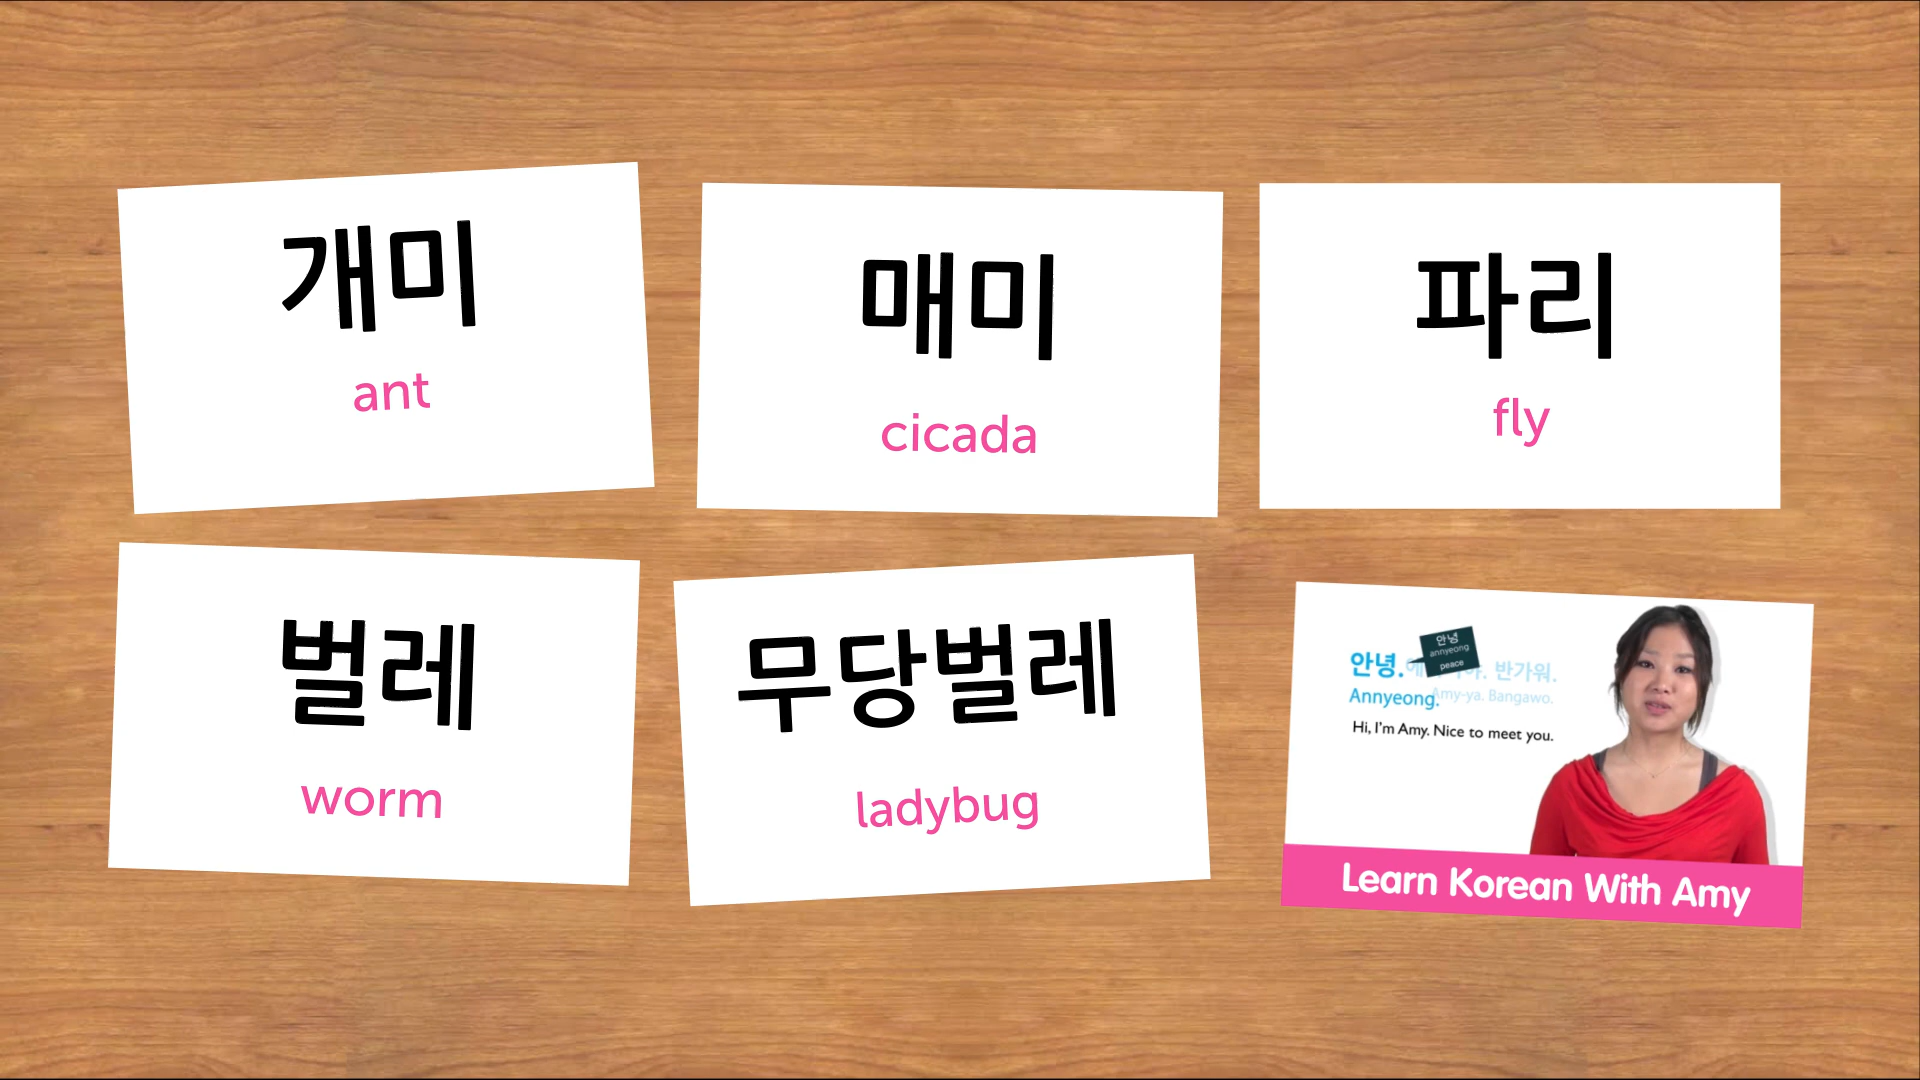 개미
ant
매미
cicada
파리
fly
벌레
worm
무당벌레
ladybug
안녕
annyeong
peace
안녕. 반가워.
Annyeong. Amy-ya. Bangawo.
Hi, I'm Amy. Nice to meet you.
Learn Korean With Amy